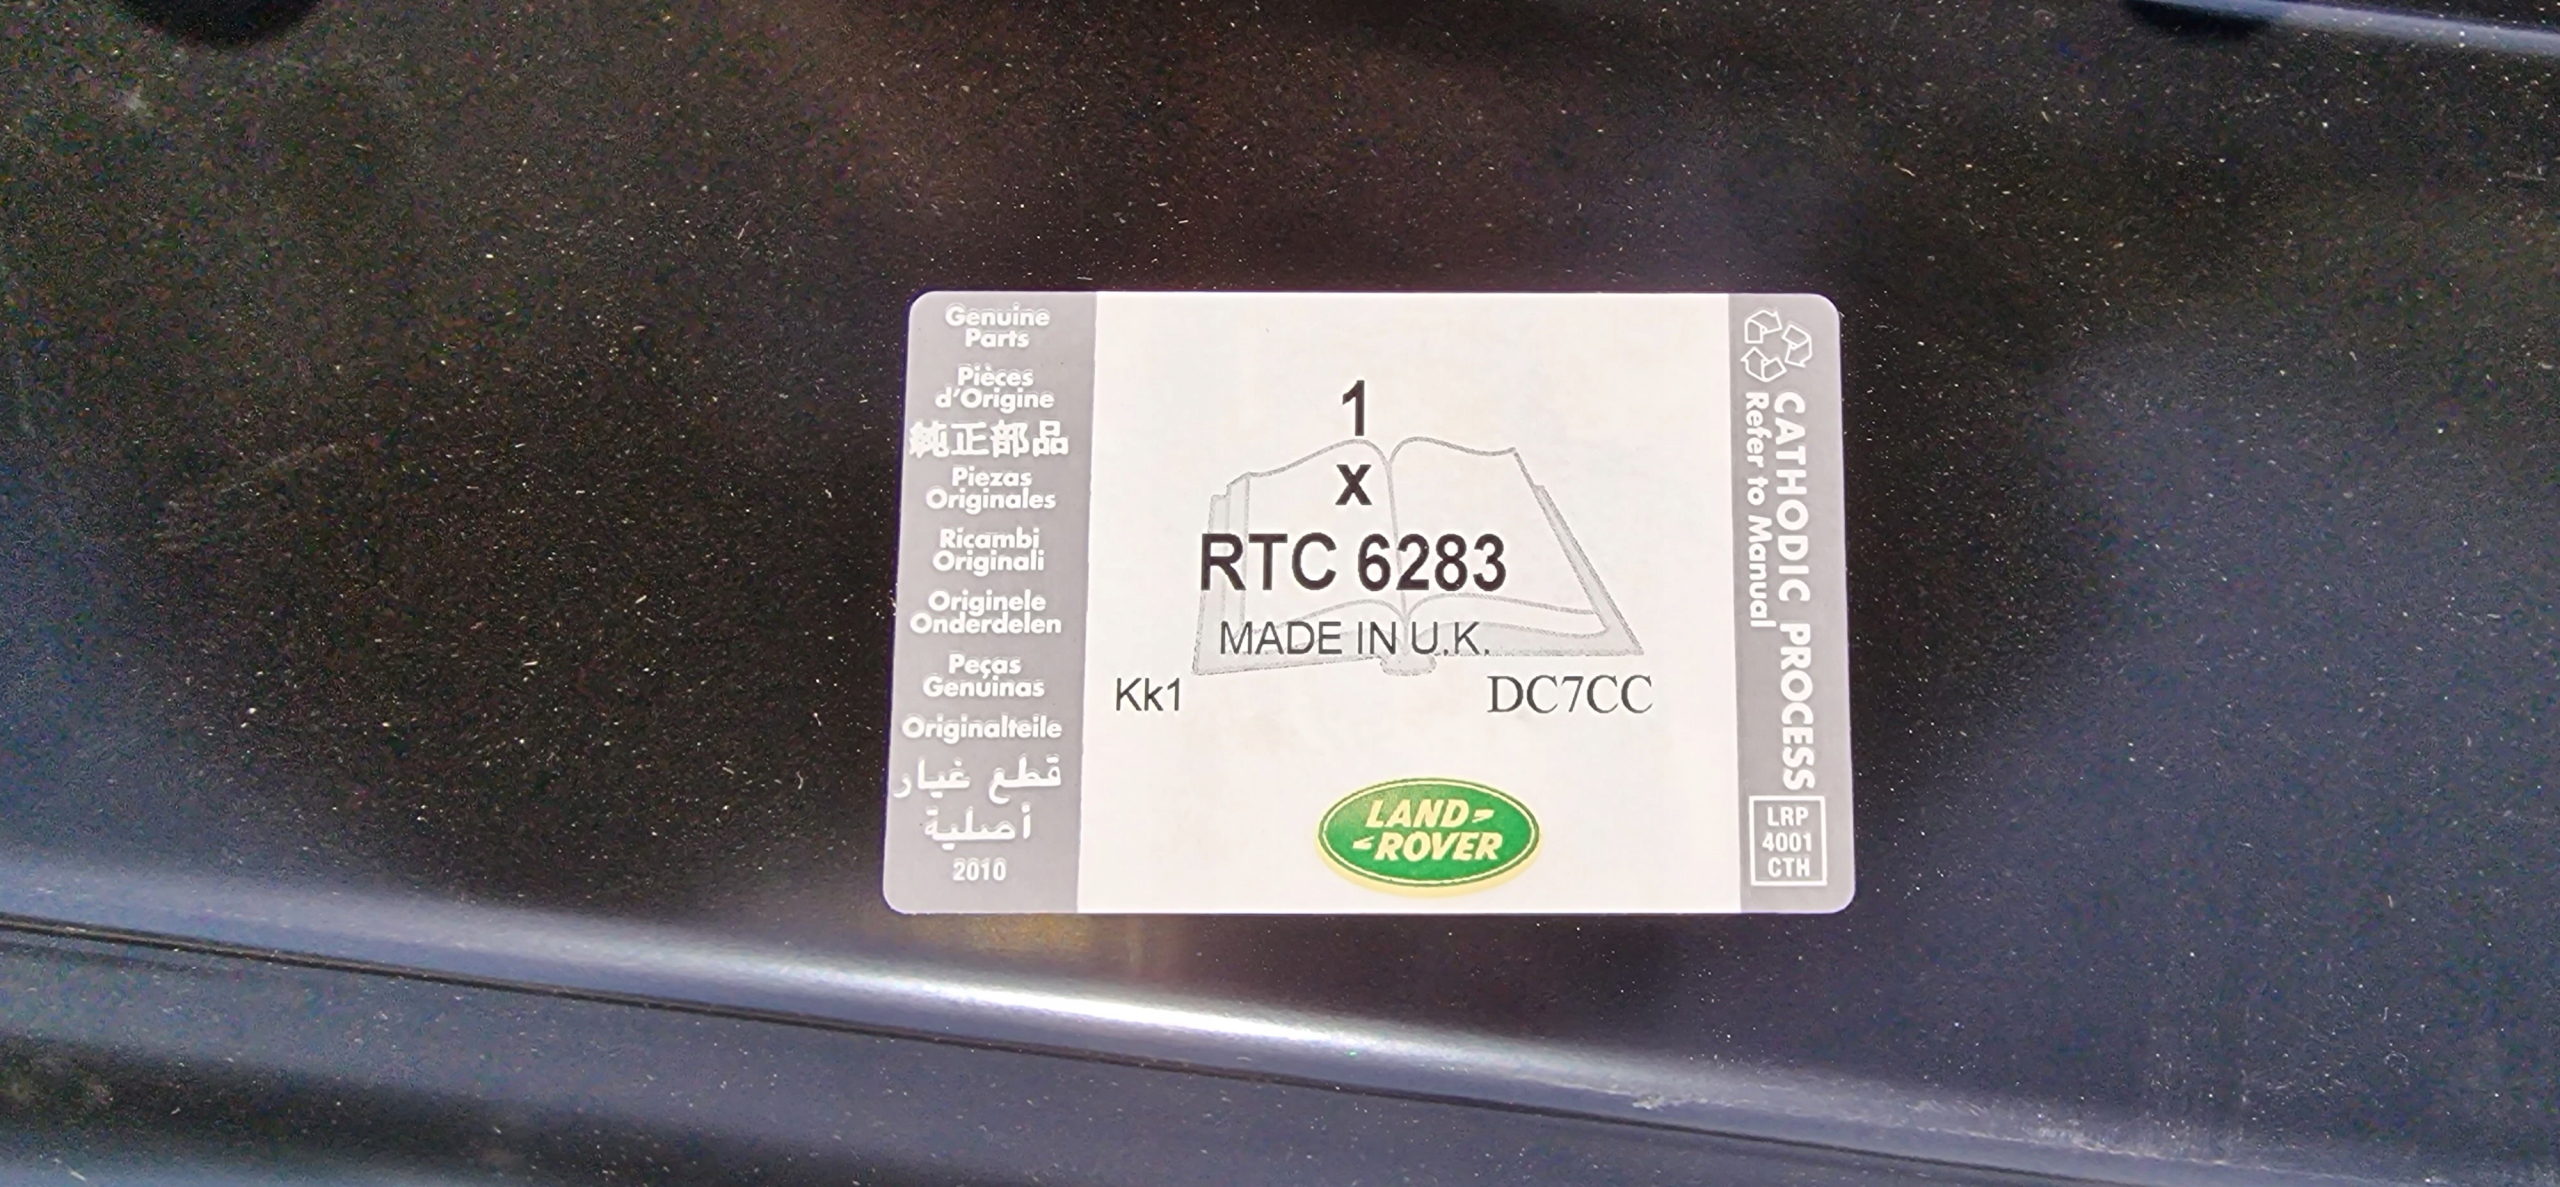 Genuine
Parts
Pièces
d'Origine
純正部品
Piezas
Originales
Ricambi
Originali
Originele
Onderdelen
Peças
Genuinas
Originalteile
قطع غيار
أصلية
2010
1
x
RTC 6283
MADE IN U.K.
Kk1
DC7CC
LAND-
-ROVER
CATHODIC PROCESS
Refer to Manual
LRP
4001
CTH